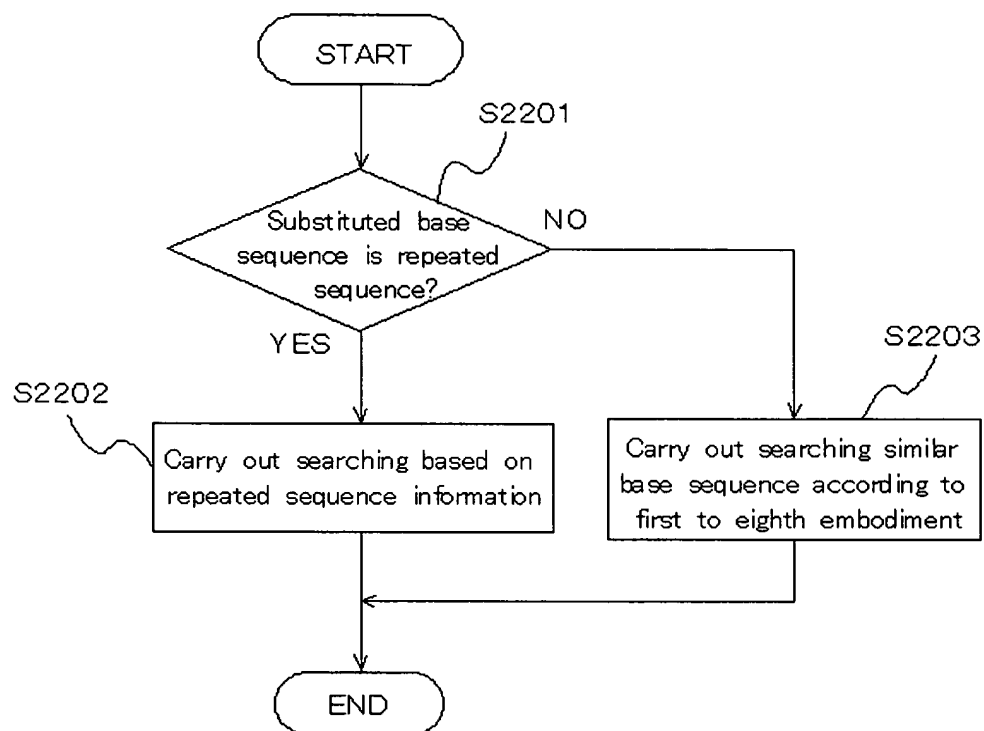 START
S2201
Substituted base
sequence is repeated
sequence?
NO
YES
S2203
S2202
Carry out searching based on
repeated sequence information
Carry out searching similar
base sequence according to
first to eighth embodiment
END